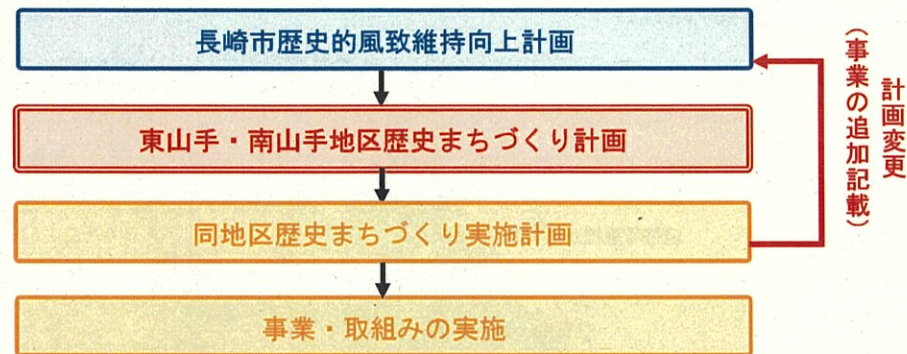 長崎市歴史的風致維持向上計画
東山手・南山手地区歴史まちづくり計画
同地区歴史まちづくり実施計画
事業・取組みの実施
計画変更
（事業の追加記載）